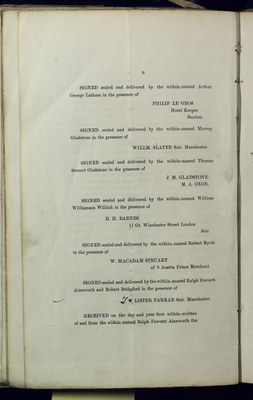 8
SIGNED sealed and delivered by the within-named Arthur
George Latham in the presence of
PHILIP LE GROS
Hotel Keeper
Buxton
SIGNED sealed and delivered by the within-named Murray
Gladstone in the presence of
WILLM. SLATER Solr. Manchester
SIGNED sealed and delivered by the within-named Thomas
Steuart Gladstone in the presence of
J. M. GLADSTONE.
M. A. OXON.
SIGNED sealed and delivered by the within-named William
Williamson Willink in the presence of
H. H. BARNES
Gt. Winchester Street London
Solr
SIGNED sealed and delivered by the within-named Robert Ryrie
in the presence of
W. MACADAM STEUART
of 8 Austin Friars Merchant
SIGNED sealed and delivered by the within-named Ralph Fawsett
Ainsworth and Robert Bridgford in the presence of
LISTER FARRAR Solr. Manchester.
RECEIVED on the day and year first within-written
of and from the within-named Ralph Fawsett Ainsworth the